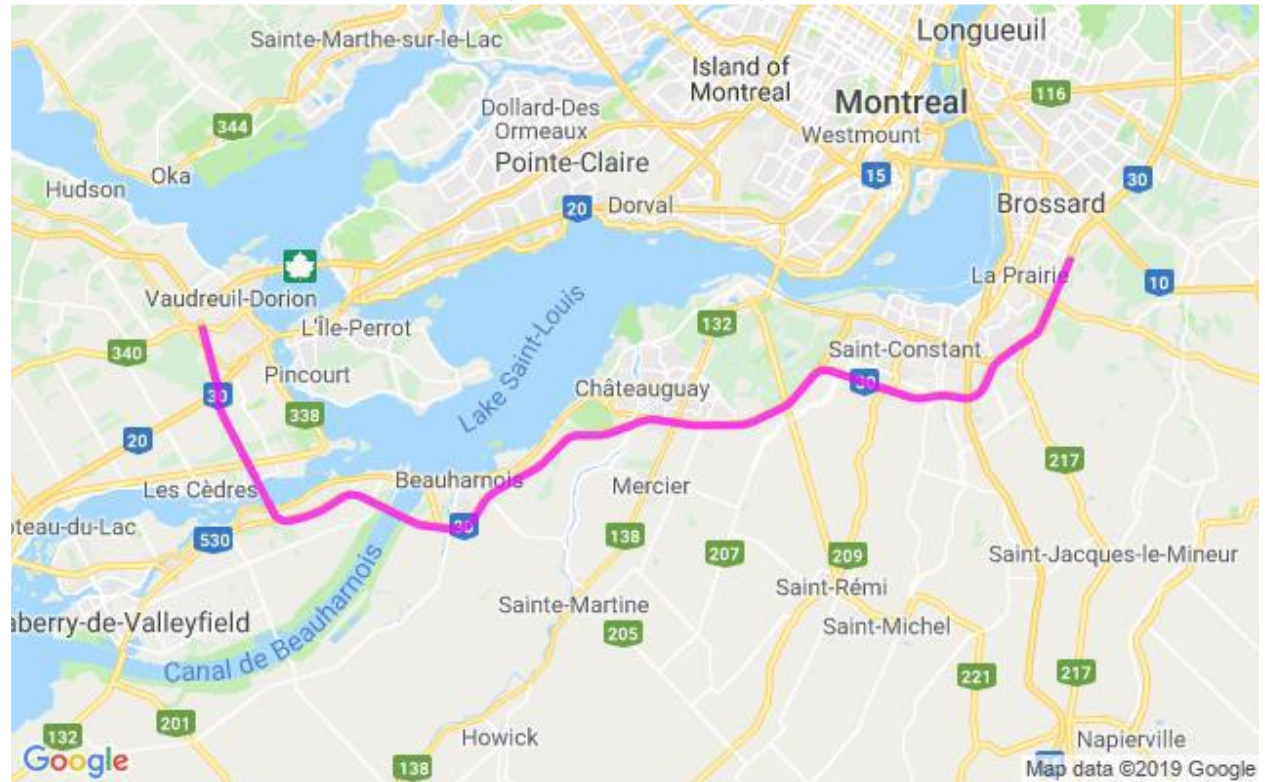 Longueuil
Sainte-Marthe-sur-le-Lac
Island of
Montreal
116
Montreal
Dollard-Des
Ormeaux
344
Westmount
Pointe-Claire
15
30
Oka
Hudson
20
Dorval
Brossard
La Prairie
10
Vaudreuil-Dorion
L'Île-Perrot
132
340
Saint-Constant
Lake Saint-Louis
Pincourt
Châteauguay
30
30
338
20
217
Beauharnois
Les Cèdres
Mercier
oteau-du-Lac
530
30
138
207
209
Saint-Jacques-le-Mineur
Saint-Rémi
Sainte-Martine
aberry-de-Valleyfield
Canal de Beauharnois
205
Saint-Michel
221
217
201
132
Howick
Napierville
Google
138
Map data ©2019 Google